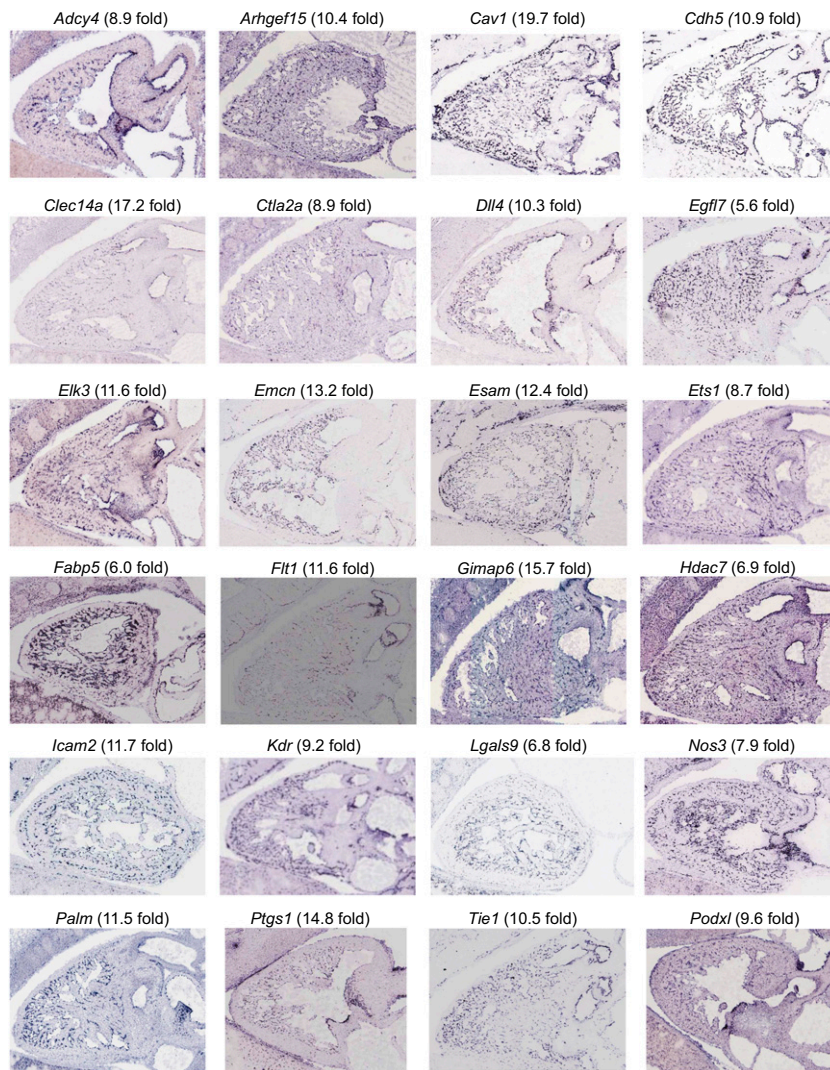 Adcy4 (8.9 fold) Arhgef15 (10.4 fold) Cav1 (19.7 fold) Cdh5 (10.9 fold)
Clec14a (17.2 fold) Ctla2a (8.9 fold) Dll4 (10.3 fold) Egfl7 (5.6 fold)
Elk3 (11.6 fold) Emcn (13.2 fold) Esam (12.4 fold) Ets1 (8.7 fold)
Fabp5 (6.0 fold) Flt1 (11.6 fold) Gimap6 (15.7 fold) Hdac7 (6.9 fold)
Icam2 (11.7 fold) Kdr (9.2 fold) Lgals9 (6.8 fold) Nos3 (7.9 fold)
Palm (11.5 fold) Ptgs1 (14.8 fold) Tie1 (10.5 fold) Podxl (9.6 fold)